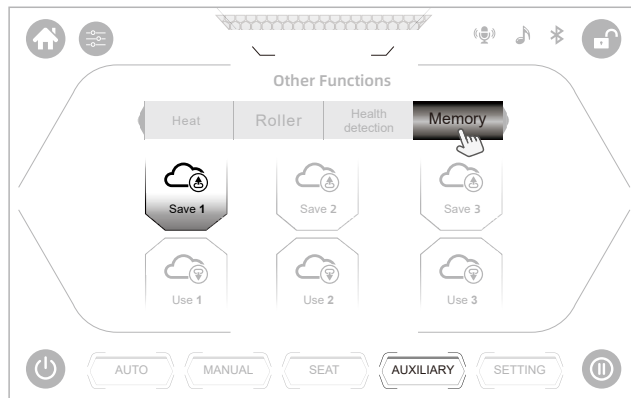 Other Functions
Heat
Roller
Health
detection
Memory
Save 1
Save 2
Save 3
Use 1
Use 2
Use 3
AUTO
MANUAL
SEAT
AUXILIARY
SETTING